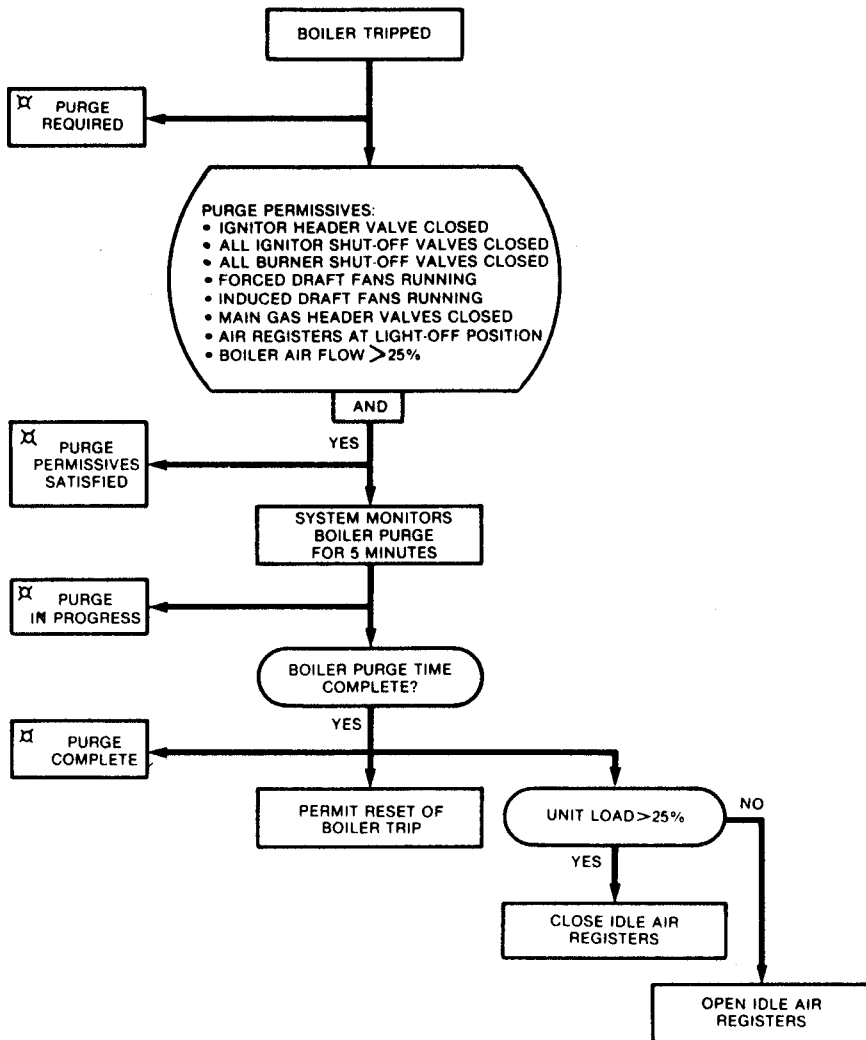 BOILER TRIPPED
PURGE
REQUIRED
PURGE PERMISSIVES:
• IGNITOR HEADER VALVE CLOSED
• ALL IGNITOR SHUT-OFF VALVES CLOSED
• ALL BURNER SHUT-OFF VALVES CLOSED
• FORCED DRAFT FANS RUNNING
• INDUCED DRAFT FANS RUNNING
• MAIN GAS HEADER VALVES CLOSED
• AIR REGISTERS AT LIGHT-OFF POSITION
• BOILER AIR FLOW >25%
AND
YES
PURGE
PERMISSIVES
SATISFIED
SYSTEM MONITORS
BOILER PURGE
FOR 5 MINUTES
PURGE
IN PROGRESS
BOILER PURGE TIME
COMPLETE?
YES
PURGE
COMPLETE
PERMIT RESET OF
BOILER TRIP
UNIT LOAD>25%
NO
YES
CLOSE IDLE AIR
REGISTERS
OPEN IDLE AIR
REGISTERS